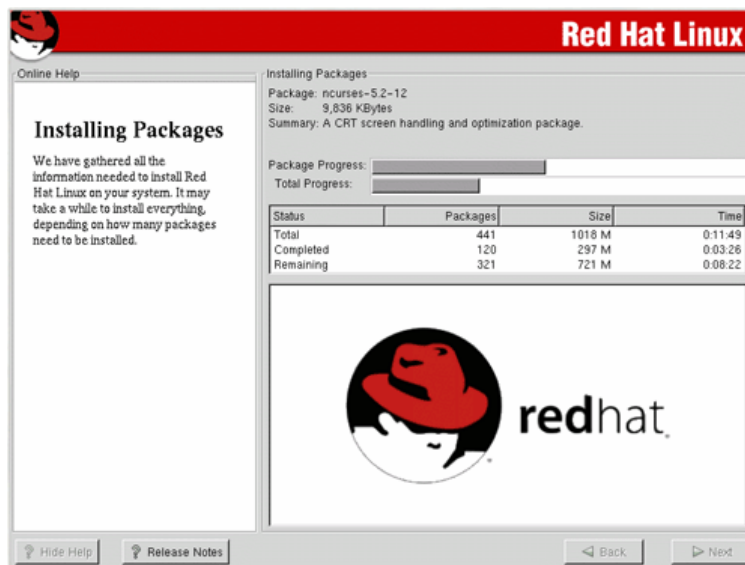 Red Hat Linux
Online Help
Installing Packages
We have gathered all the
information needed to install Red
Hat Linux on your system. It may
take a while to install everything,
depending on how many packages
need to be installed.
Installing Packages
Package: ncurses-5.2-12
Size: 9,836 KBytes
Summary: A CRT screen handling and optimization package.
Package Progress:
Total Progress:
Status Packages Size Time
Total 441 1018 M 0:11:49
Completed 120 297 M 0:03:26
Remaining 321 721 M 0:08:22
redhat.
Hide Help Release Notes Back Next